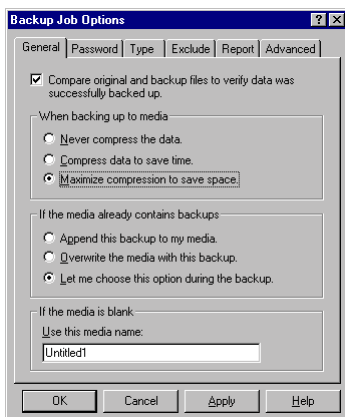 Backup Job Options
General Password Type Exclude Report Advanced
Compare original and backup files to verify data was
successfully backed up.
When backing up to media
Never compress the data.
Compress data to save time.
Maximize compression to save space.
If the media already contains backups
Append this backup to my media.
Overwrite the media with this backup.
Let me choose this option during the backup.
If the media is blank
Use this media name:
Untitled1
OK Cancel Apply Help